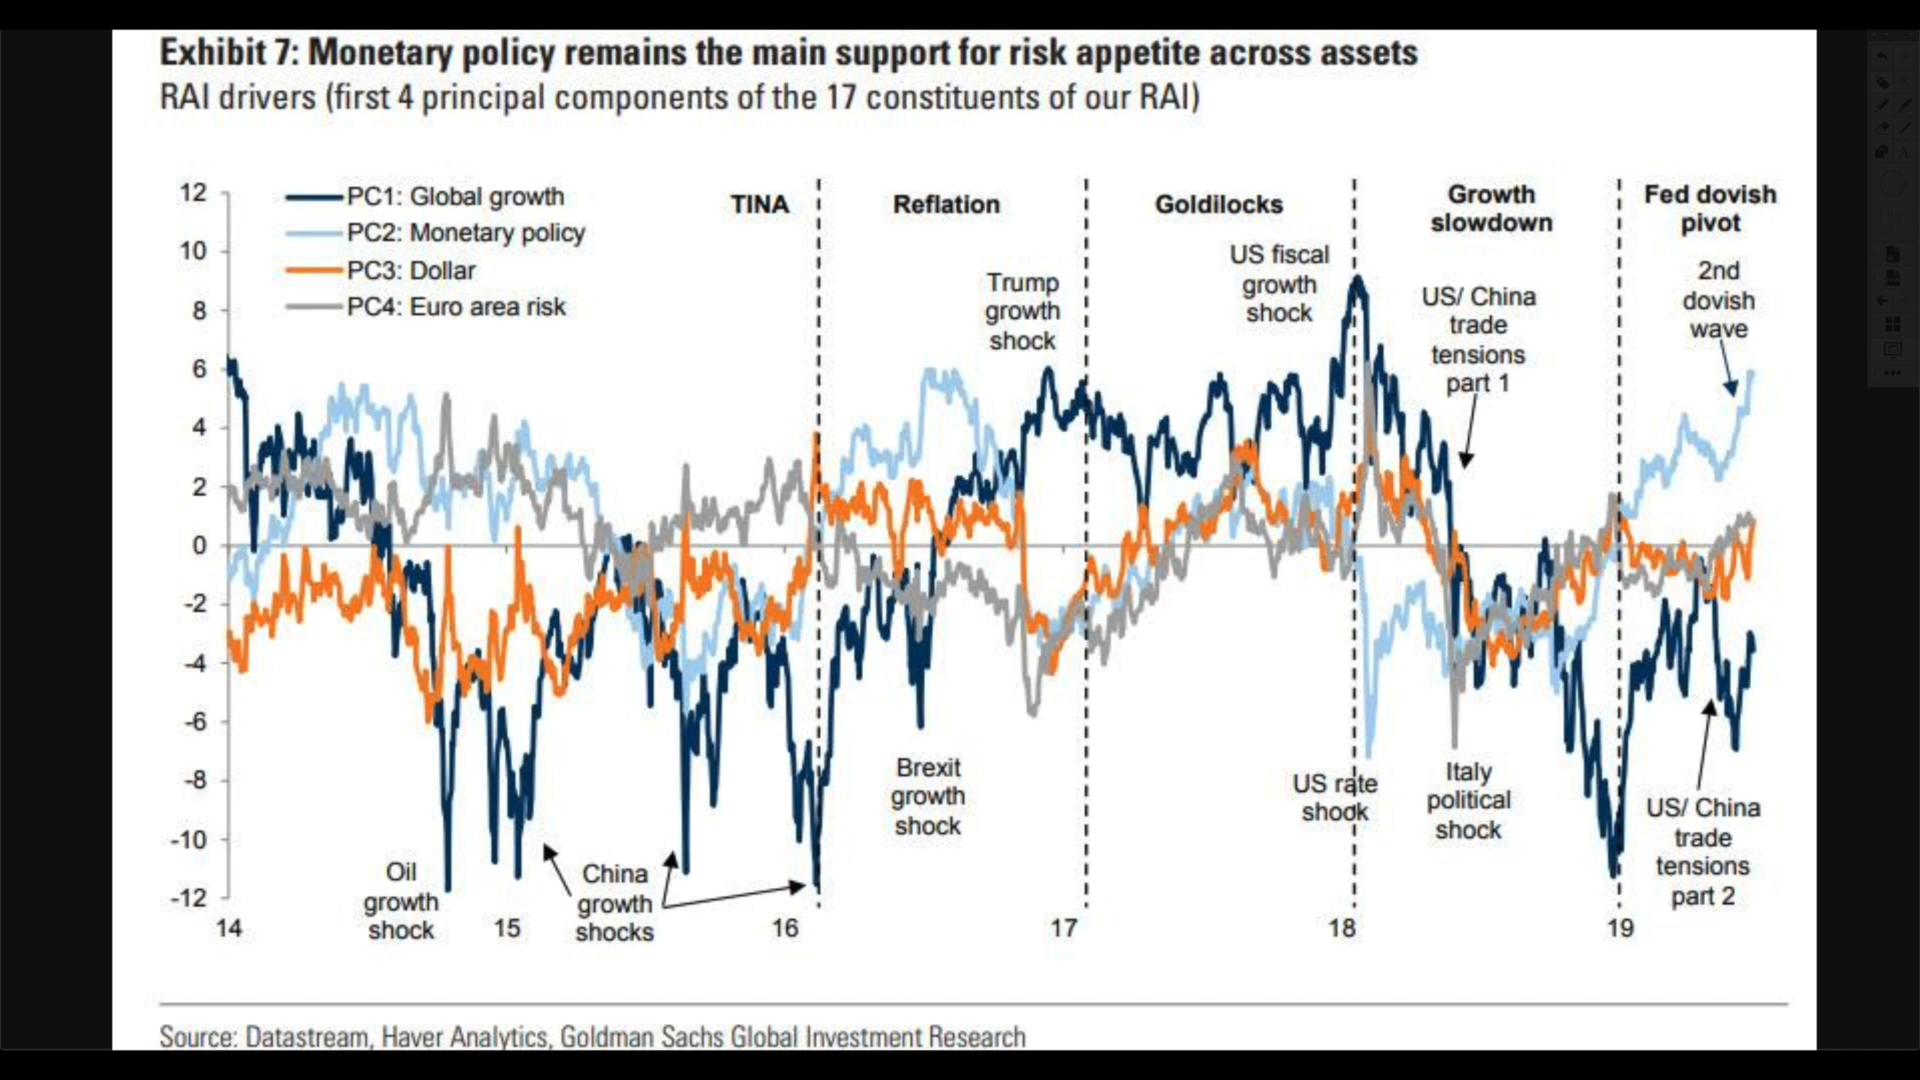 Exhibit 7: Monetary policy remains the main support for risk appetite across assets
RAI drivers (first 4 principal components of the 17 constituents of our RAI)
12
10
8
6
4
2
0
-2
-4
-6
-8
-10
-12
PC1: Global growth
PC2: Monetary policy
PC3: Dollar
PC4: Euro area risk
TINA
Reflation
Goldilocks
Growth
slowdown
Fed dovish
pivot
Trump
growth
shock
US fiscal
growth
shock
US/ China
trade
tensions
part 1
2nd
dovish
wave
Oil
growth
shock
China
growth
shocks
Brexit
growth
shock
US rate
shock
Italy
political
shock
US/ China
trade
tensions
part 2
14
15
16
17
18
19
Source: Datastream, Haver Analytics, Goldman Sachs Global Investment Research